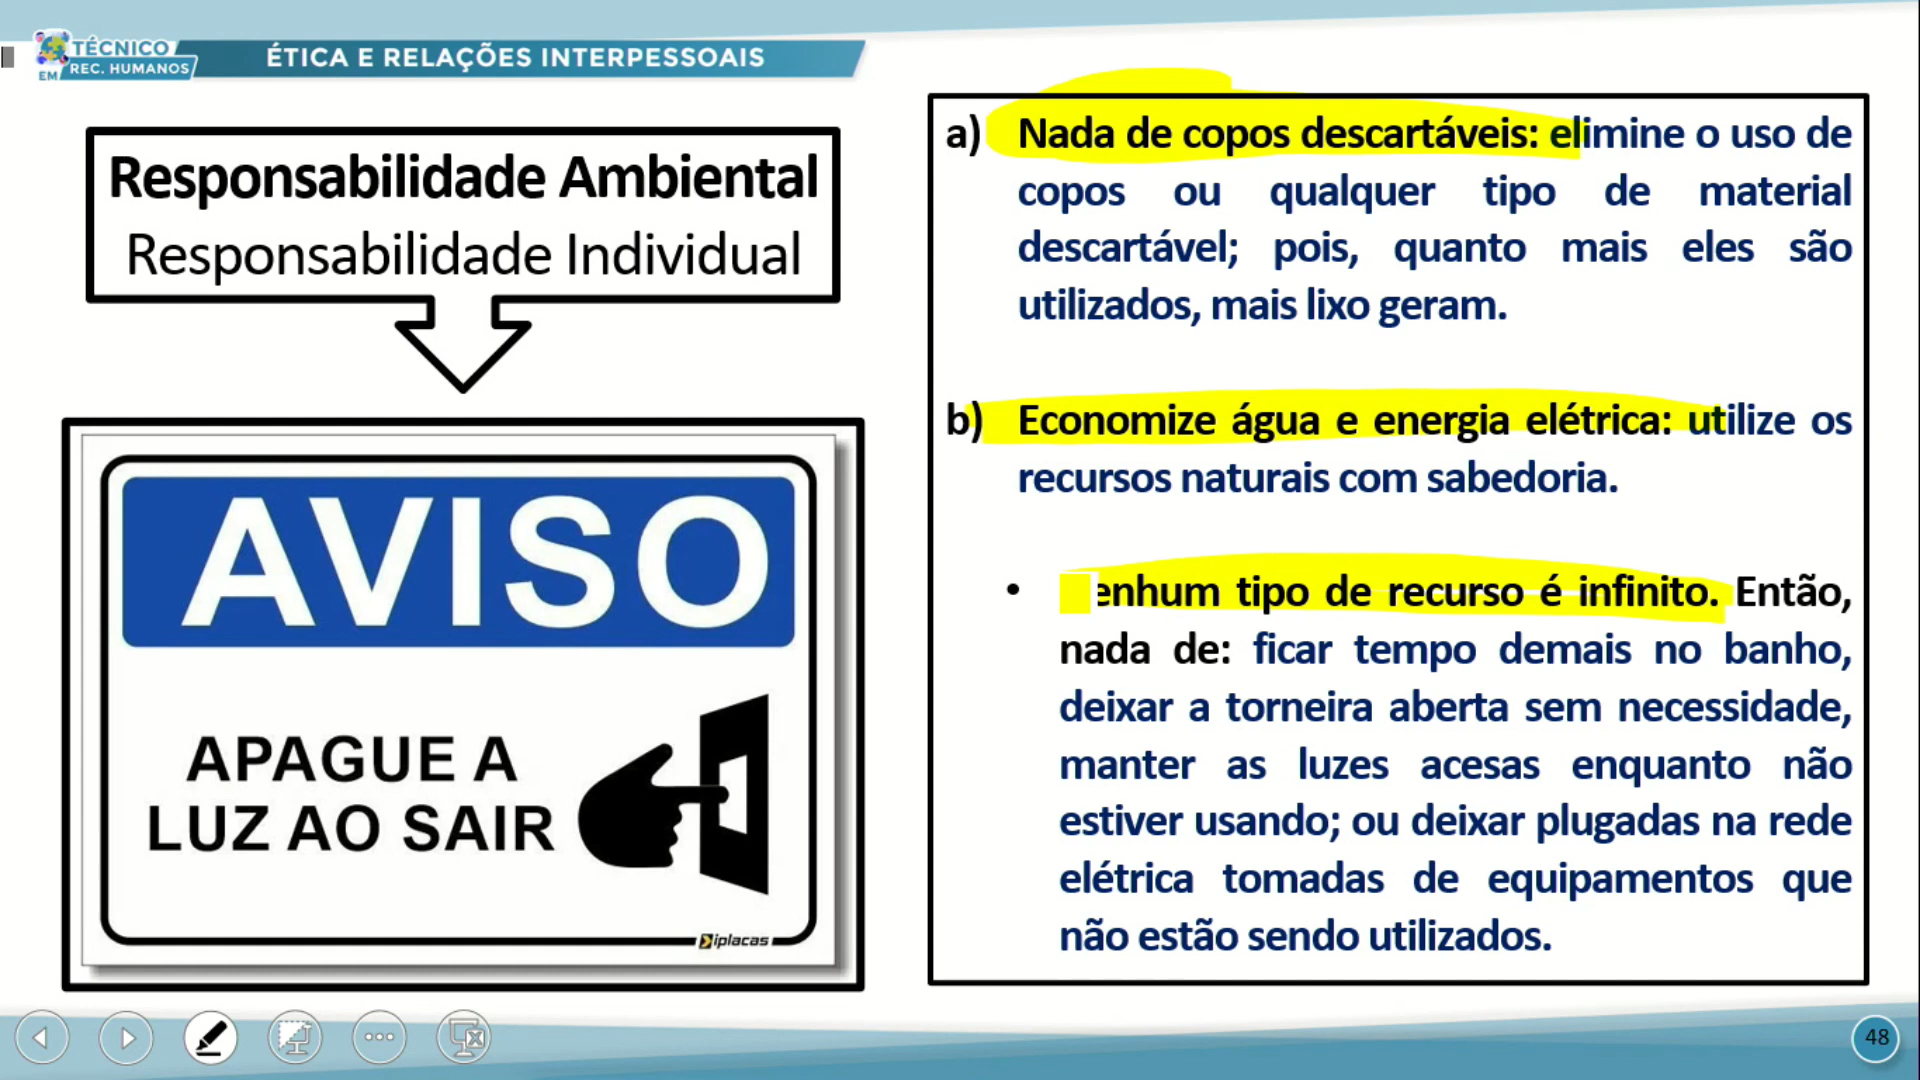 TÉCNICO
EM REC. HUMANOS
ÉTICA E RELAÇÕES INTERPESSOAIS
Responsabilidade Ambiental
Responsabilidade Individual
AVISO
APAGUE A
LUZ AO SAIR
iplacas
a) Nada de copos descartáveis: elimine o uso de
copos ou qualquer tipo de material
descartável; pois, quanto mais eles são
utilizados, mais lixo geram.
b) Economize água e energia elétrica: utilize os
recursos naturais com sabedoria.
• enhum tipo de recurso é infinito. Então,
nada de: ficar tempo demais no banho,
deixar a torneira aberta sem necessidade,
manter as luzes acesas enquanto não
estiver usando; ou deixar plugadas na rede
elétrica tomadas de equipamentos que
não estão sendo utilizados.
48